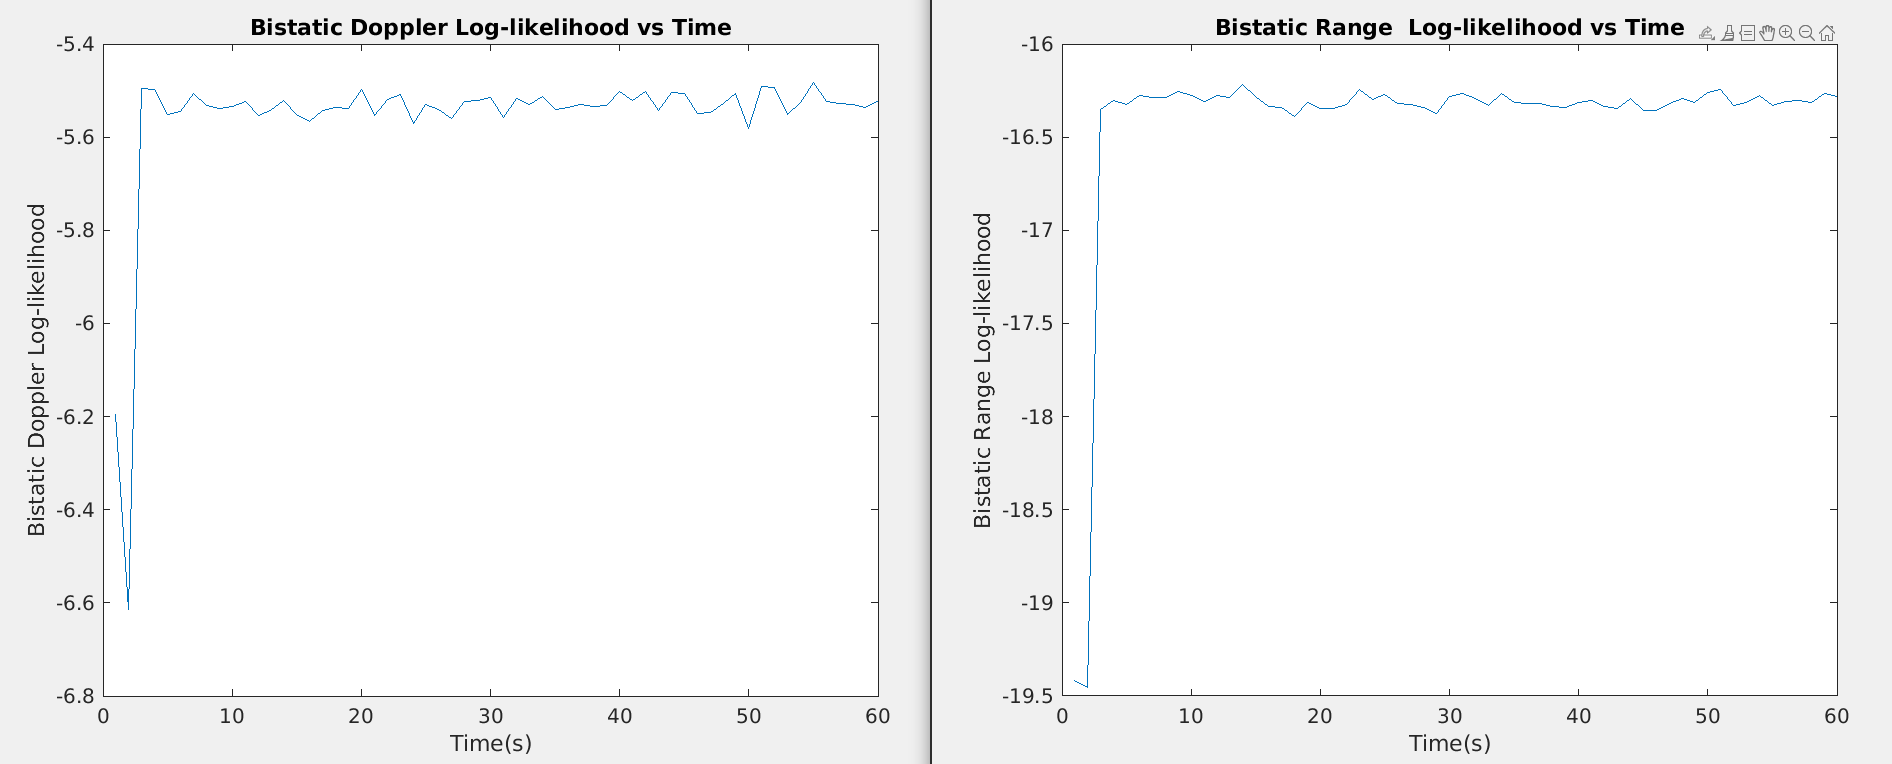 Bistatic Doppler Log-likelihood vs Time
-5.4
-5.6
-5.8
-6
-6.2
-6.4
-6.6
-6.8
0 10 20 30 40 50 60
Time(s)
Bistatic Doppler Log-likelihood
Bistatic Range  Log-likelihood vs Time
-16
-16.5
-17
-17.5
-18
-18.5
-19
-19.5
0 10 20 30 40 50 60
Time(s)
Bistatic Range Log-likelihood